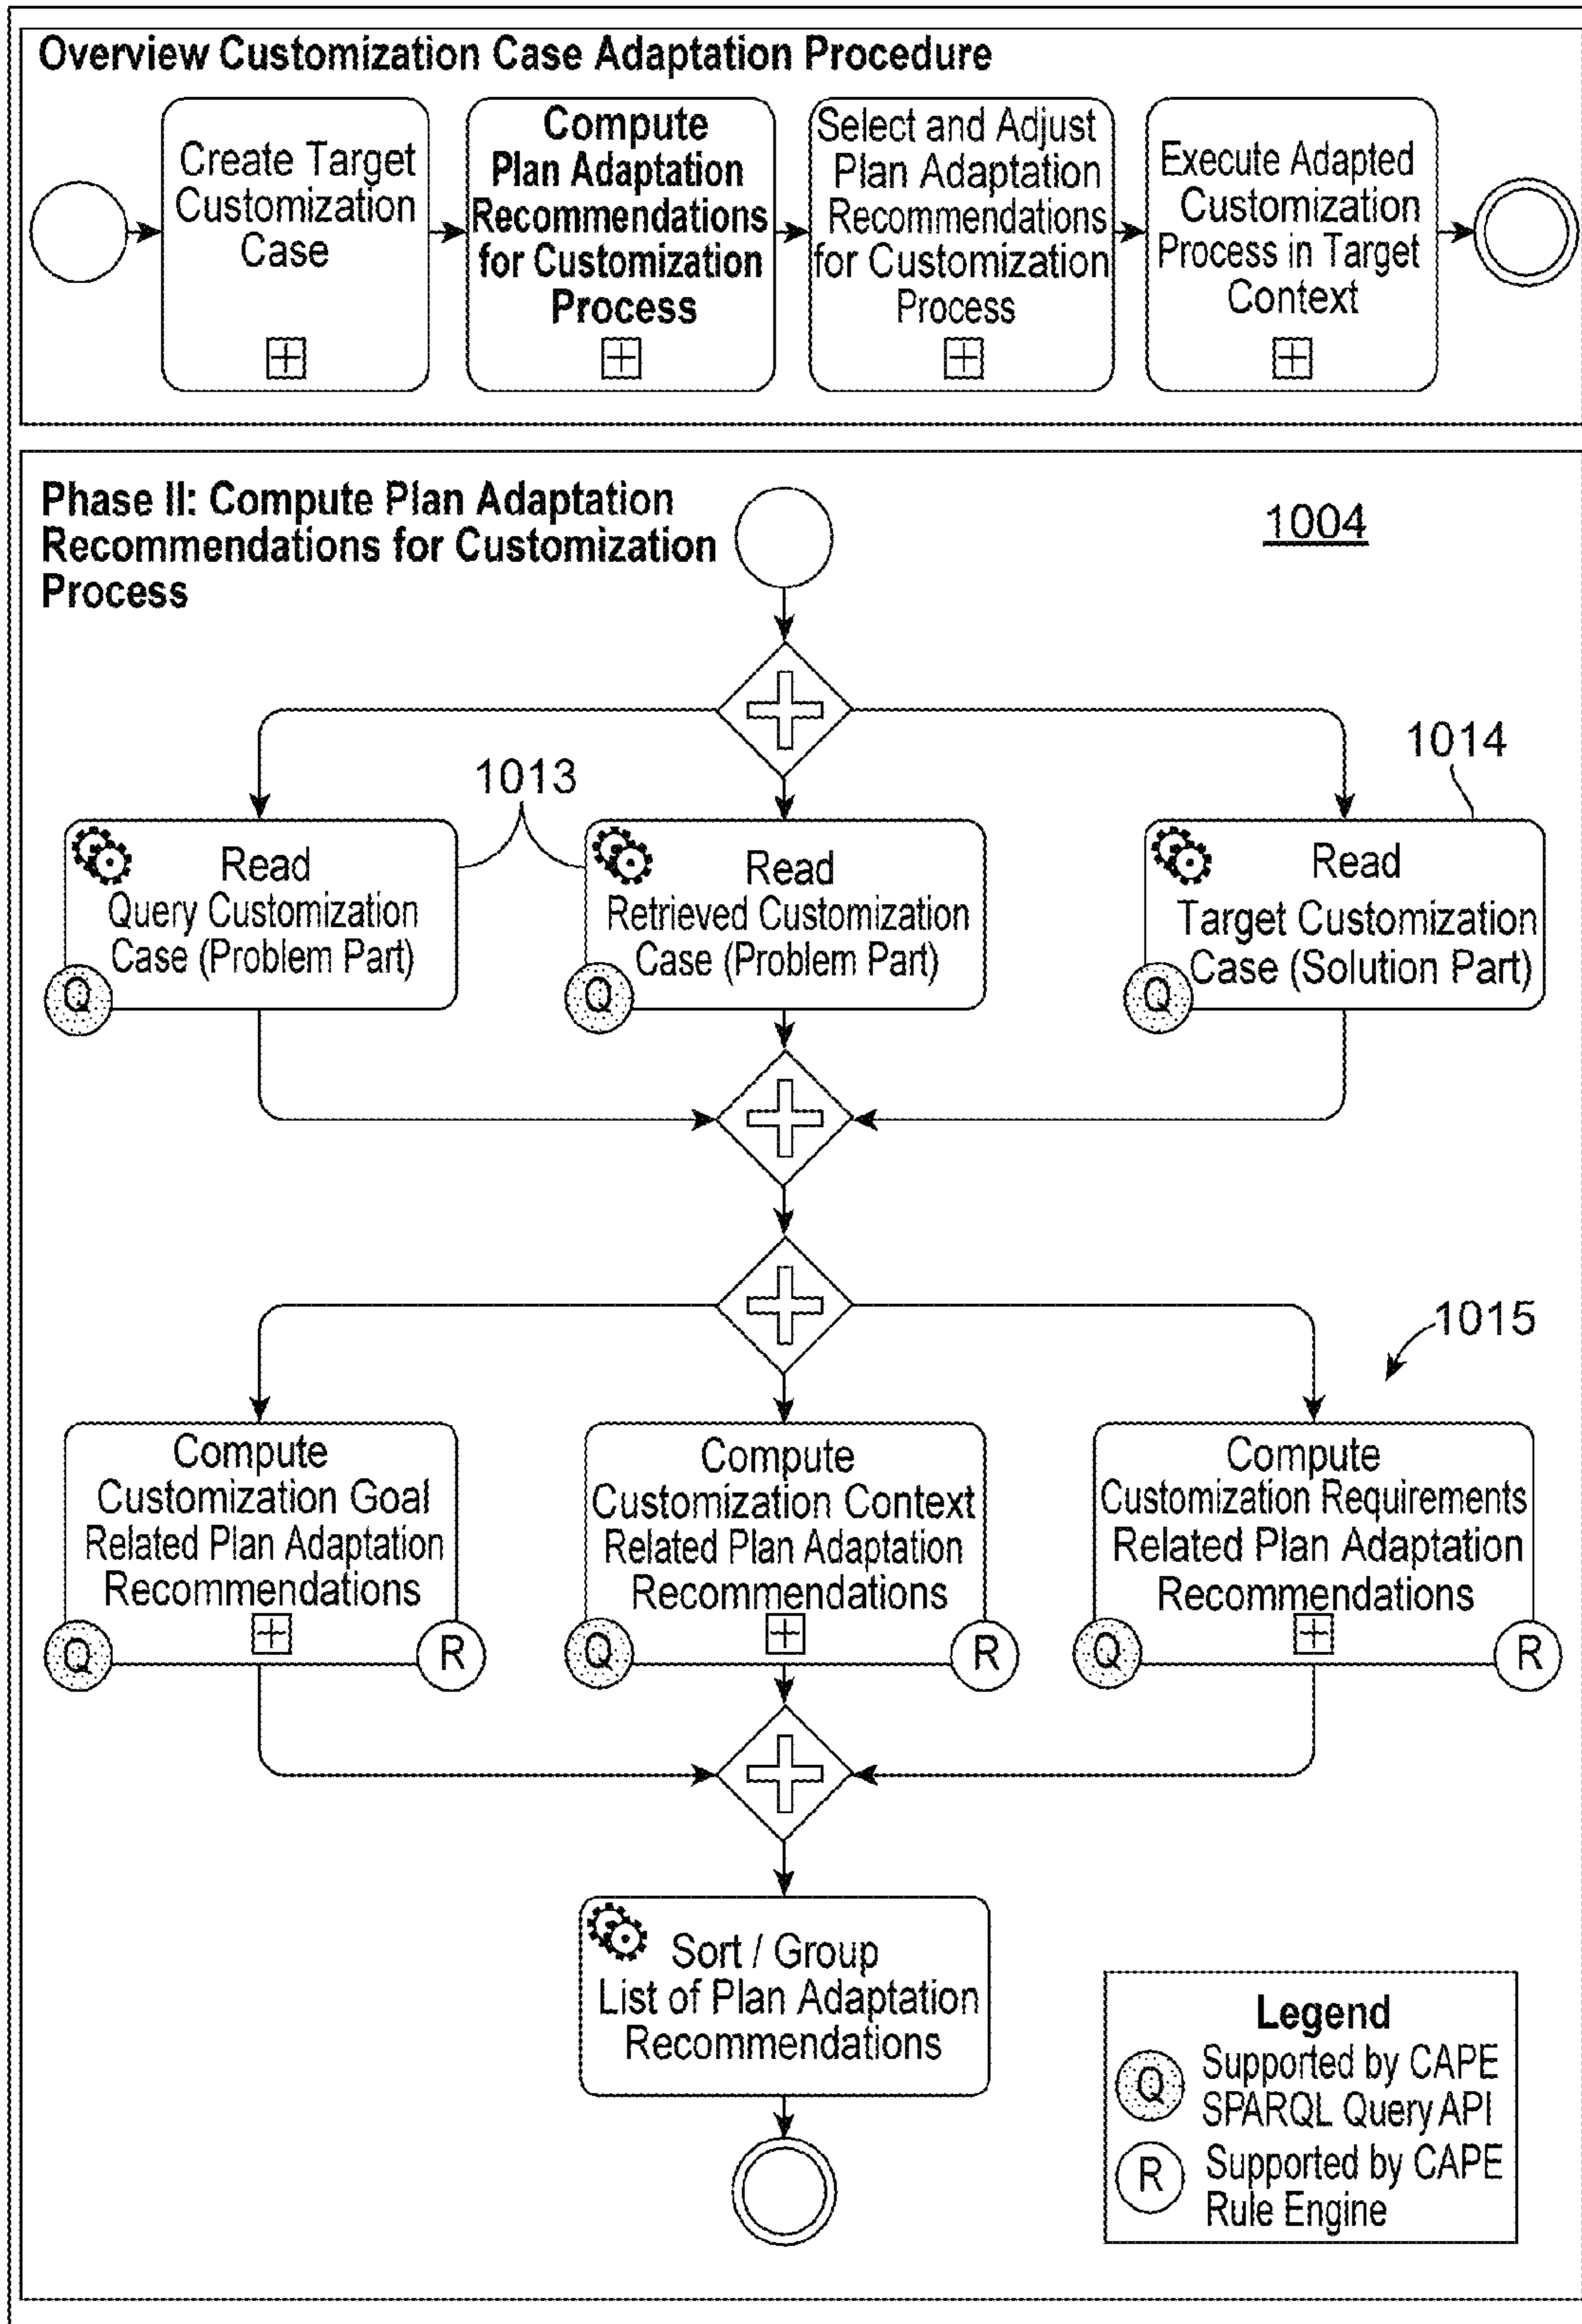 Overview Customization Case Adaptation Procedure
Create Target
Customization
Case
Compute
Plan Adaptation
Recommendations
for Customization
Process
Select and Adjust
Plan Adaptation
Recommendations
for Customization
Process
Execute Adapted
Customization
Process in Target
Context
Phase II: Compute Plan Adaptation
Recommendations for Customization
Process
1004
1013
1014
Read
Query Customization
Case (Problem Part)
Q
Read
Retrieved Customization
Case (Problem Part)
Q
Read
Target Customization
Case (Solution Part)
Q
1015
Compute
Customization Goal
Related Plan Adaptation
Recommendations
Q
R
Compute
Customization Context
Related Plan Adaptation
Recommendations
Q
R
Compute
Customization Requirements
Related Plan Adaptation
Recommendations
Q
R
Sort / Group
List of Plan Adaptation
Recommendations
Legend
Q
Supported by CAPE
SPARQL Query API
R
Supported by CAPE
Rule Engine